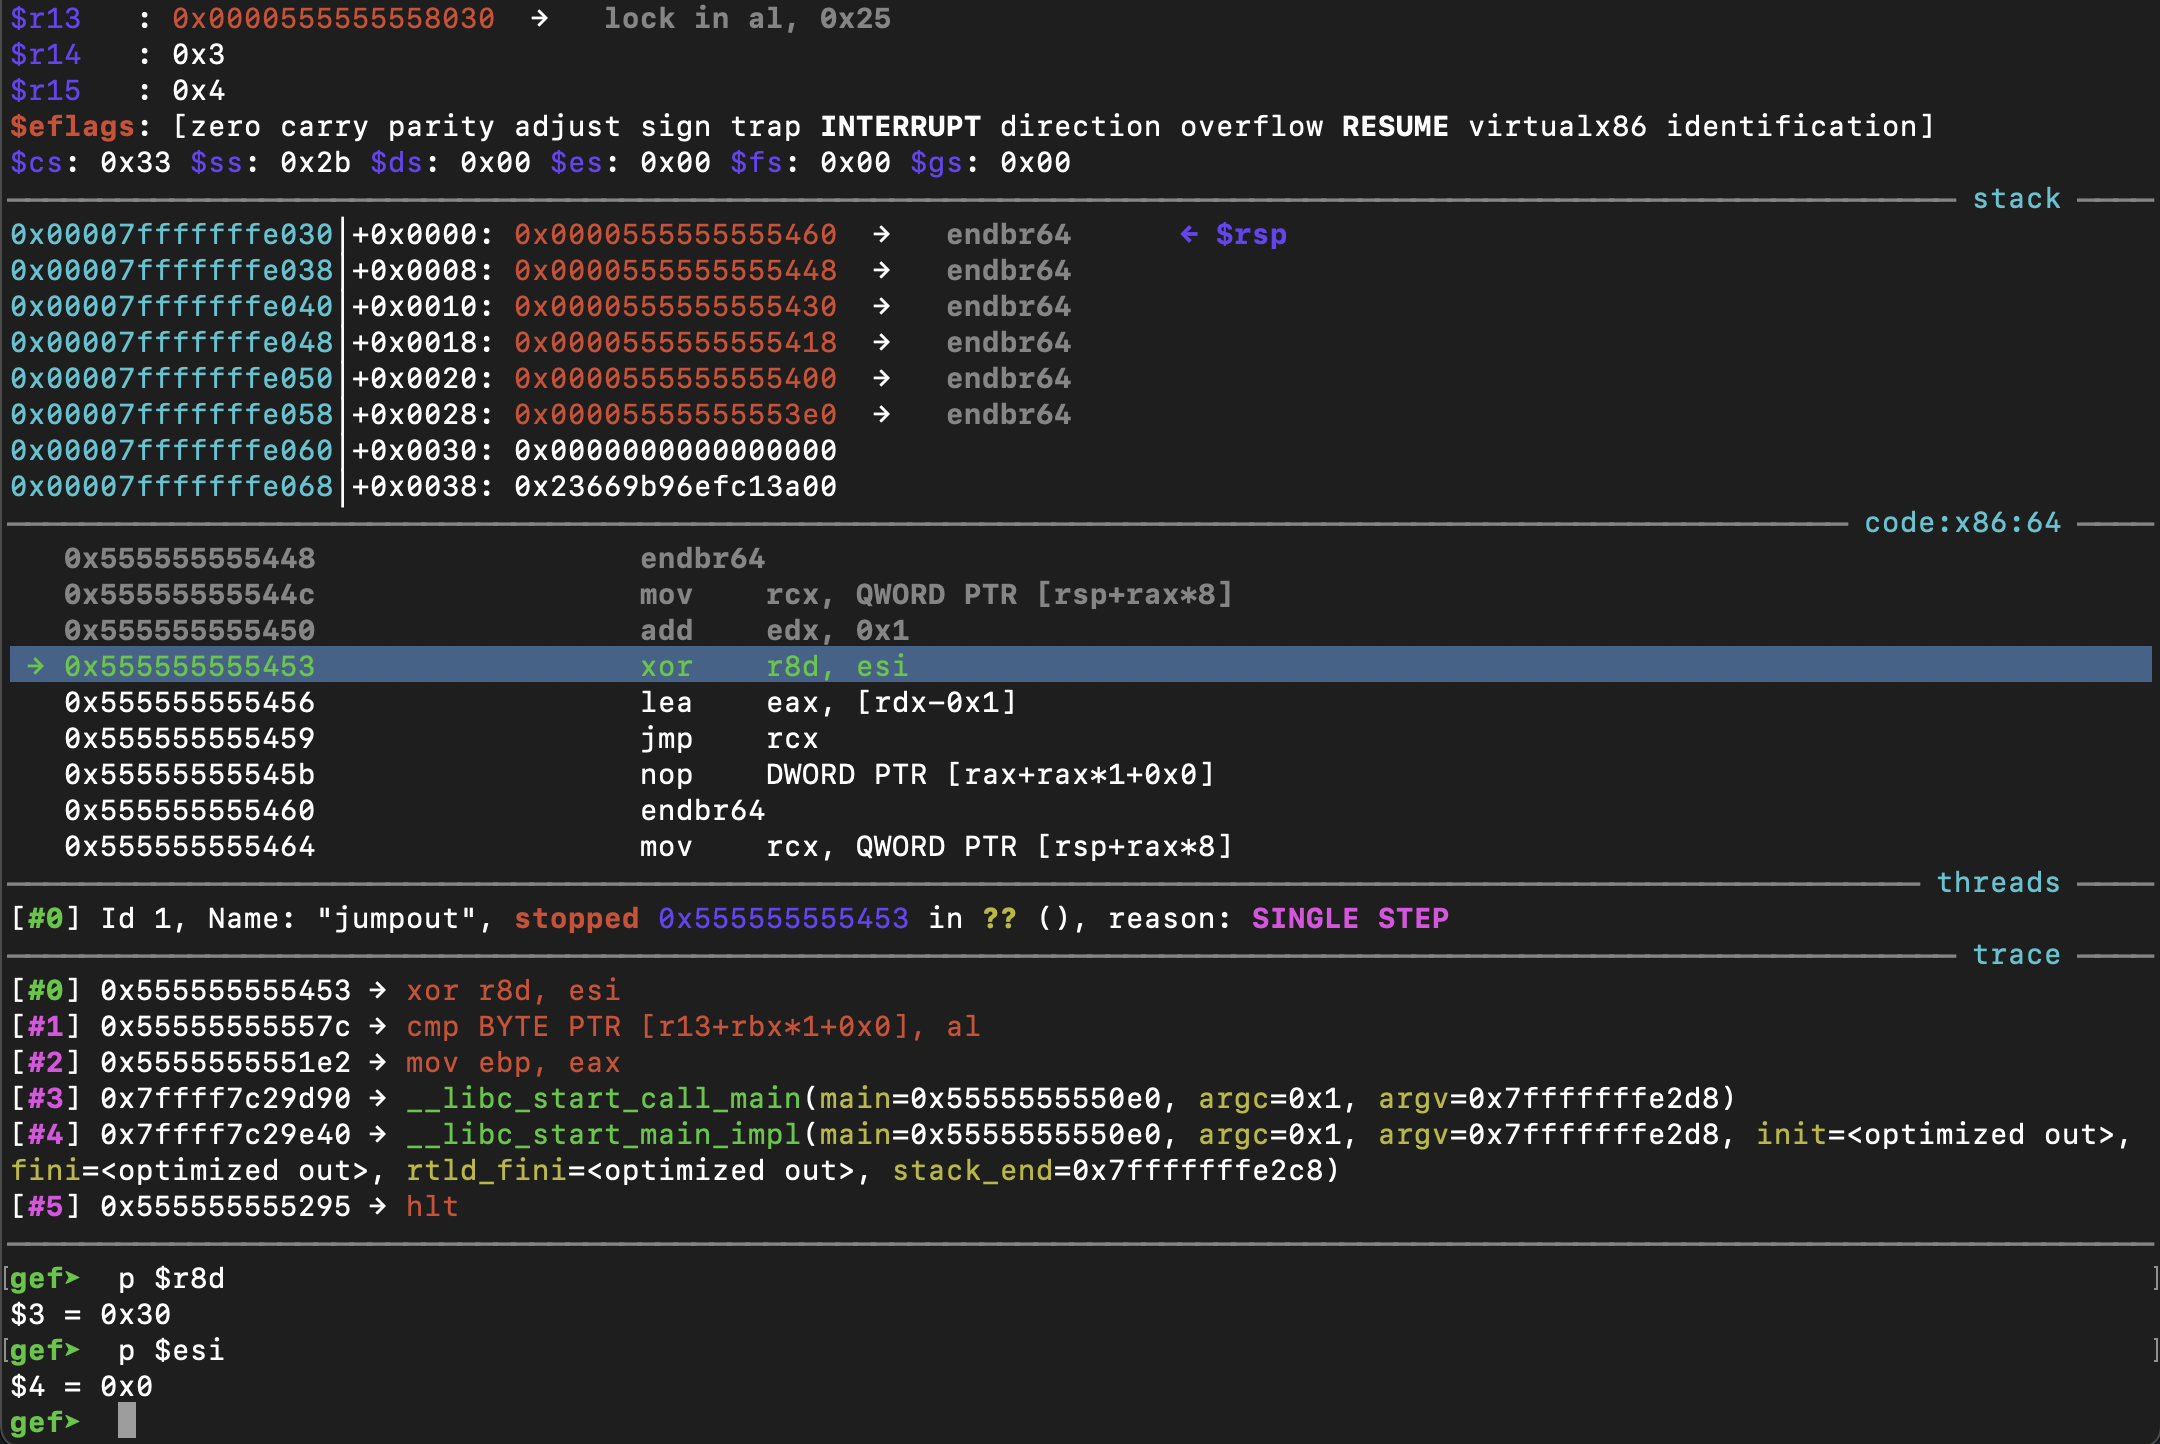 $r13   : 0x0000555555558030  →   lock in al, 0x25
$r14   : 0x3
$r15   : 0x4
$eflags: [zero carry parity adjust sign trap INTERRUPT direction overflow RESUME virtualx86 identification]
$cs: 0x33 $ss: 0x2b $ds: 0x00 $es: 0x00 $fs: 0x00 $gs: 0x00
stack
0x00007fffffffe030│+0x0000: 0x0000555555555460  →   endbr64      ← $rsp
0x00007fffffffe038│+0x0008: 0x0000555555555448  →   endbr64
0x00007fffffffe040│+0x0010: 0x0000555555555430  →   endbr64
0x00007fffffffe048│+0x0018: 0x0000555555555418  →   endbr64
0x00007fffffffe050│+0x0020: 0x0000555555555400  →   endbr64
0x00007fffffffe058│+0x0028: 0x00005555555553e0  →   endbr64
0x00007fffffffe060│+0x0030: 0x0000000000000000
0x00007fffffffe068│+0x0038: 0x23669b96efc13a00
code:x86:64
0x555555555448                  endbr64
0x55555555544c                  mov    rcx, QWORD PTR [rsp+rax*8]
0x555555555450                  add    edx, 0x1
→ 0x555555555453                  xor    r8d, esi
0x555555555456                  lea    eax, [rdx-0x1]
0x555555555459                  jmp    rcx
0x55555555545b                  nop    DWORD PTR [rax+rax*1+0x0]
0x555555555460                  endbr64
0x555555555464                  mov    rcx, QWORD PTR [rsp+rax*8]
threads
[#0] Id 1, Name: "jumpout", stopped 0x555555555453 in ?? (), reason: SINGLE STEP
trace
[#0] 0x555555555453 → xor r8d, esi
[#1] 0x55555555557c → cmp BYTE PTR [r13+rbx*1+0x0], al
[#2] 0x5555555551e2 → mov ebp, eax
[#3] 0x7ffff7c29d90 → __libc_start_call_main(main=0x5555555550e0, argc=0x1, argv=0x7fffffffe2d8)
[#4] 0x7ffff7c29e40 → __libc_start_main_impl(main=0x5555555550e0, argc=0x1, argv=0x7fffffffe2d8, init=<optimized out>,
fini=<optimized out>, rtld_fini=<optimized out>, stack_end=0x7fffffffe2c8)
[#5] 0x555555555295 → hlt
[gef➤  p $r8d ]
$3 = 0x30
[gef➤  p $esi ]
$4 = 0x0
gef➤